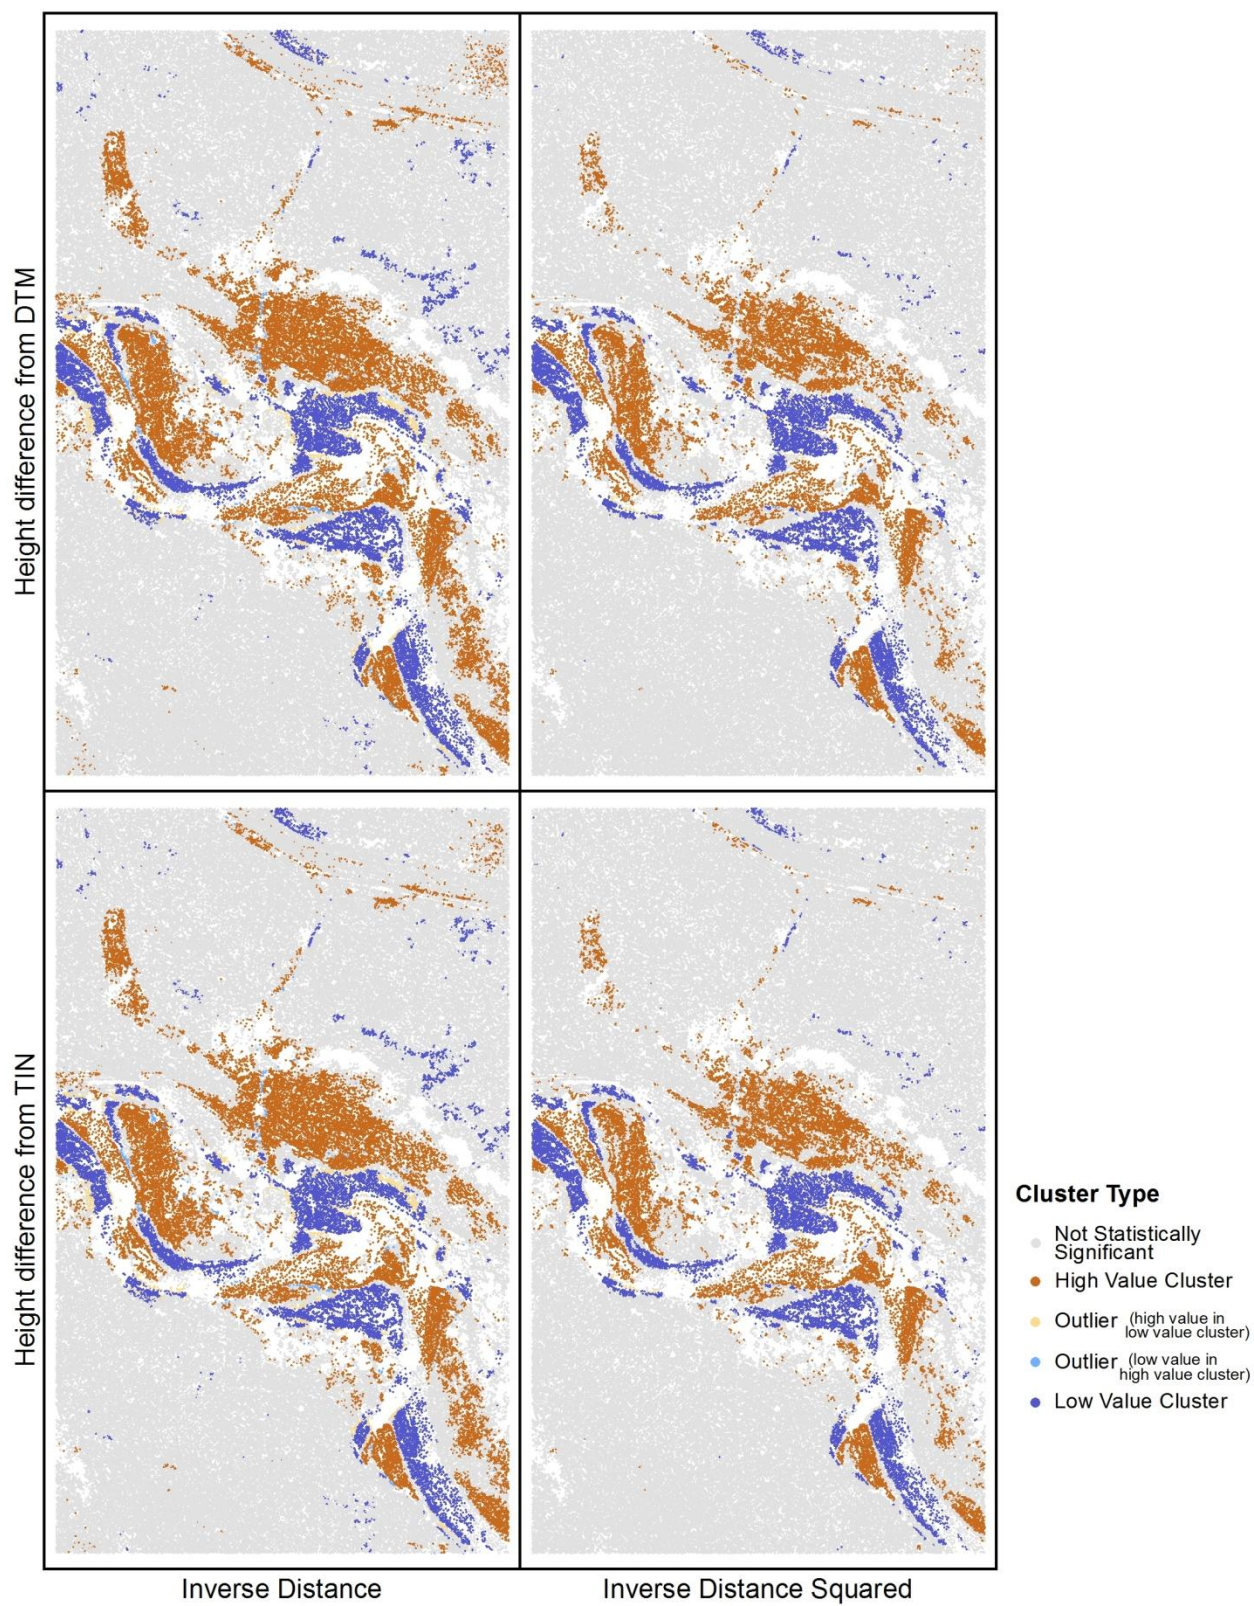 Height difference from DTM
Height difference from TIN
Inverse Distance
Inverse Distance Squared
Cluster Type
Not Statistically
Significant
High Value Cluster
Outlier (high value in
low value cluster)
Outlier (low value in
high value cluster)
Low Value Cluster